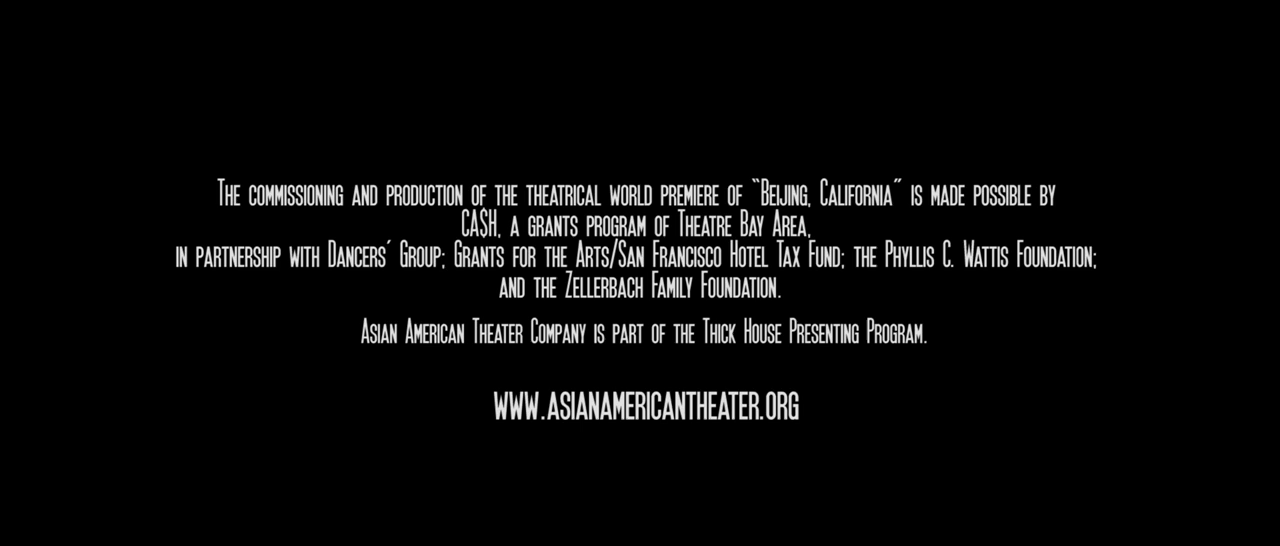 The commissioning and production of the theatrical world premiere of “Beijing, California” is made possible by
CA$H, a grants program of Theatre Bay Area,
in partnership with Dancers' Group; Grants for the Arts/San Francisco Hotel Tax Fund; the Phyllis C. Wattis Foundation;
and the Zellerbach Family Foundation.
Asian American Theater Company is part of the Thick House Presenting Program.
WWW.ASIANAMERICANTHEATER.ORG